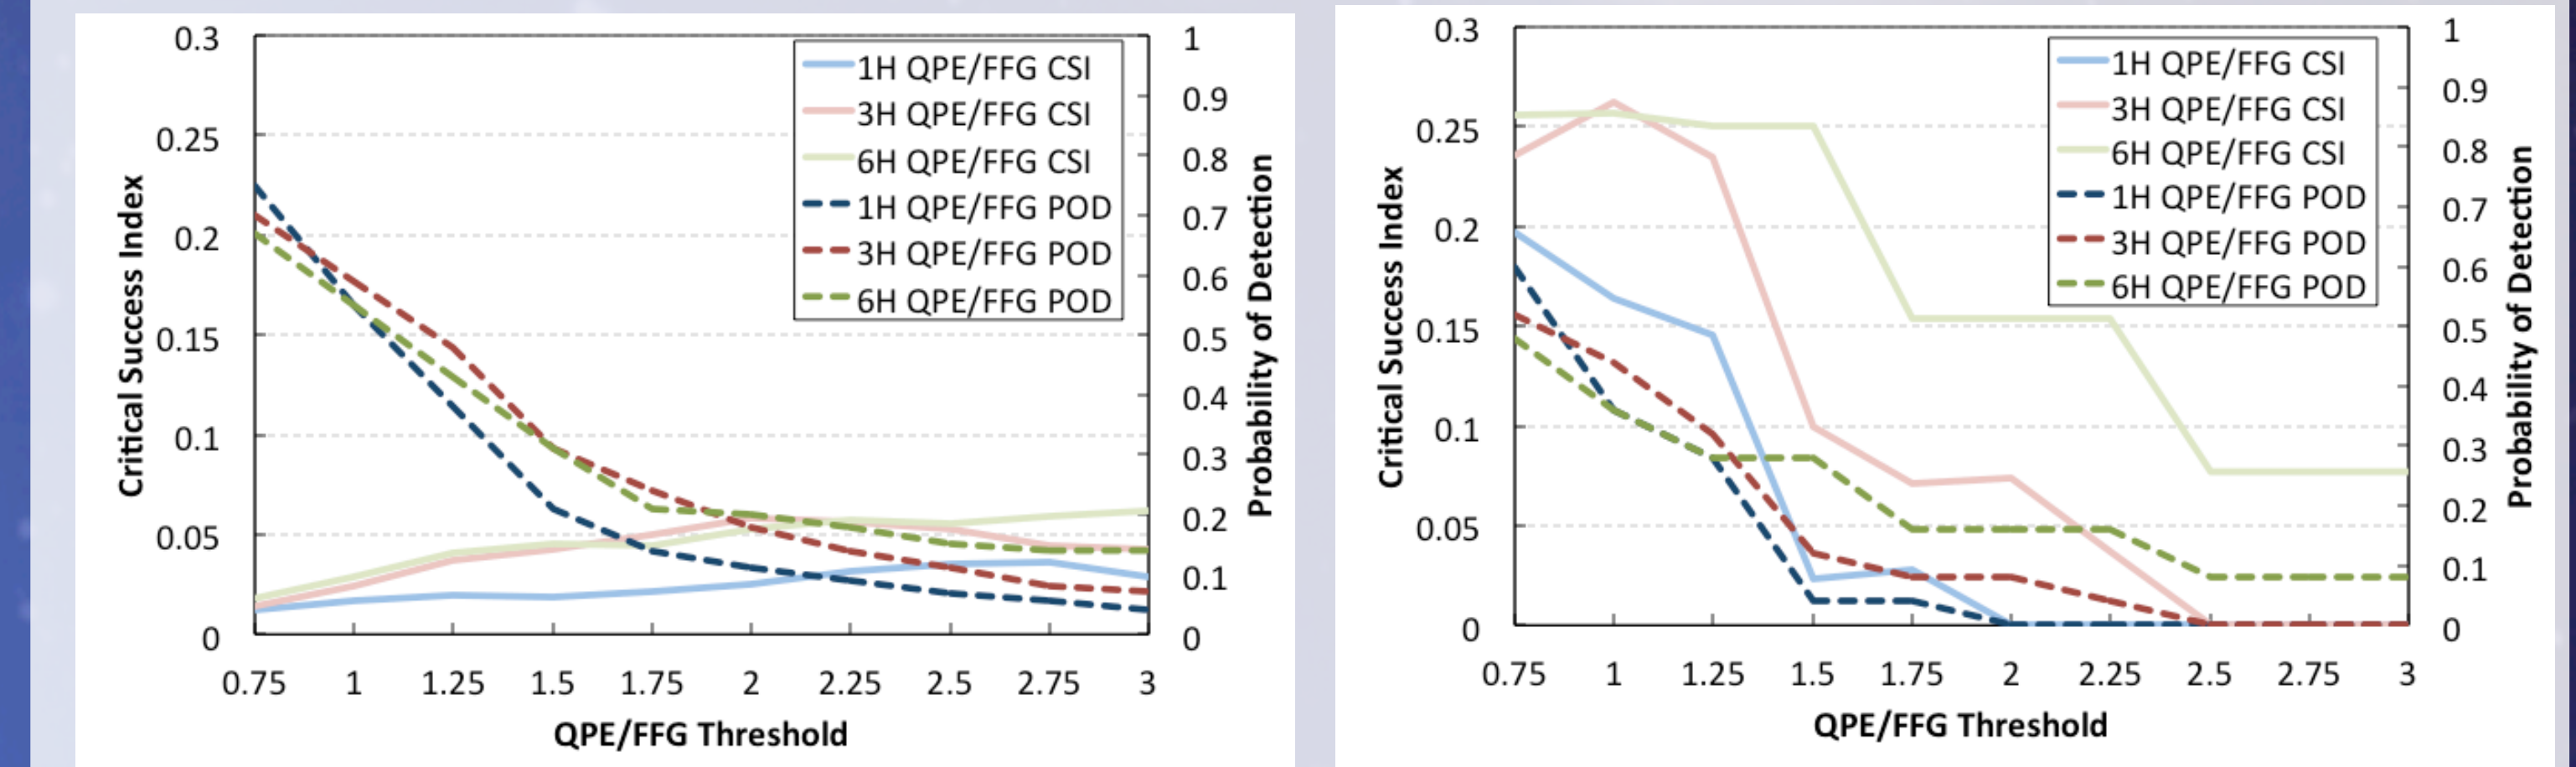 0.3
0.25
0.2
0.15
0.1
0.05
0
Critical Success Index
1H QPE/FFG CSI
3H QPE/FFG CSI
6H QPE/FFG CSI
1H QPE/FFG POD
3H QPE/FFG POD
6H QPE/FFG POD
1
0.9
0.8
0.7
0.6
0.5
0.4
0.3
0.2
0.1
0
Probability of Detection
0.75 1 1.25 1.5 1.75 2 2.25 2.5 2.75 3
QPE/FFG Threshold
0.3
0.25
0.2
0.15
0.1
0.05
0
Critical Success Index
1H QPE/FFG CSI
3H QPE/FFG CSI
6H QPE/FFG CSI
1H QPE/FFG POD
3H QPE/FFG POD
6H QPE/FFG POD
1
0.9
0.8
0.7
0.6
0.5
0.4
0.3
0.2
0.1
0
Probability of Detection
0.75 1 1.25 1.5 1.75 2 2.25 2.5 2.75 3
QPE/FFG Threshold